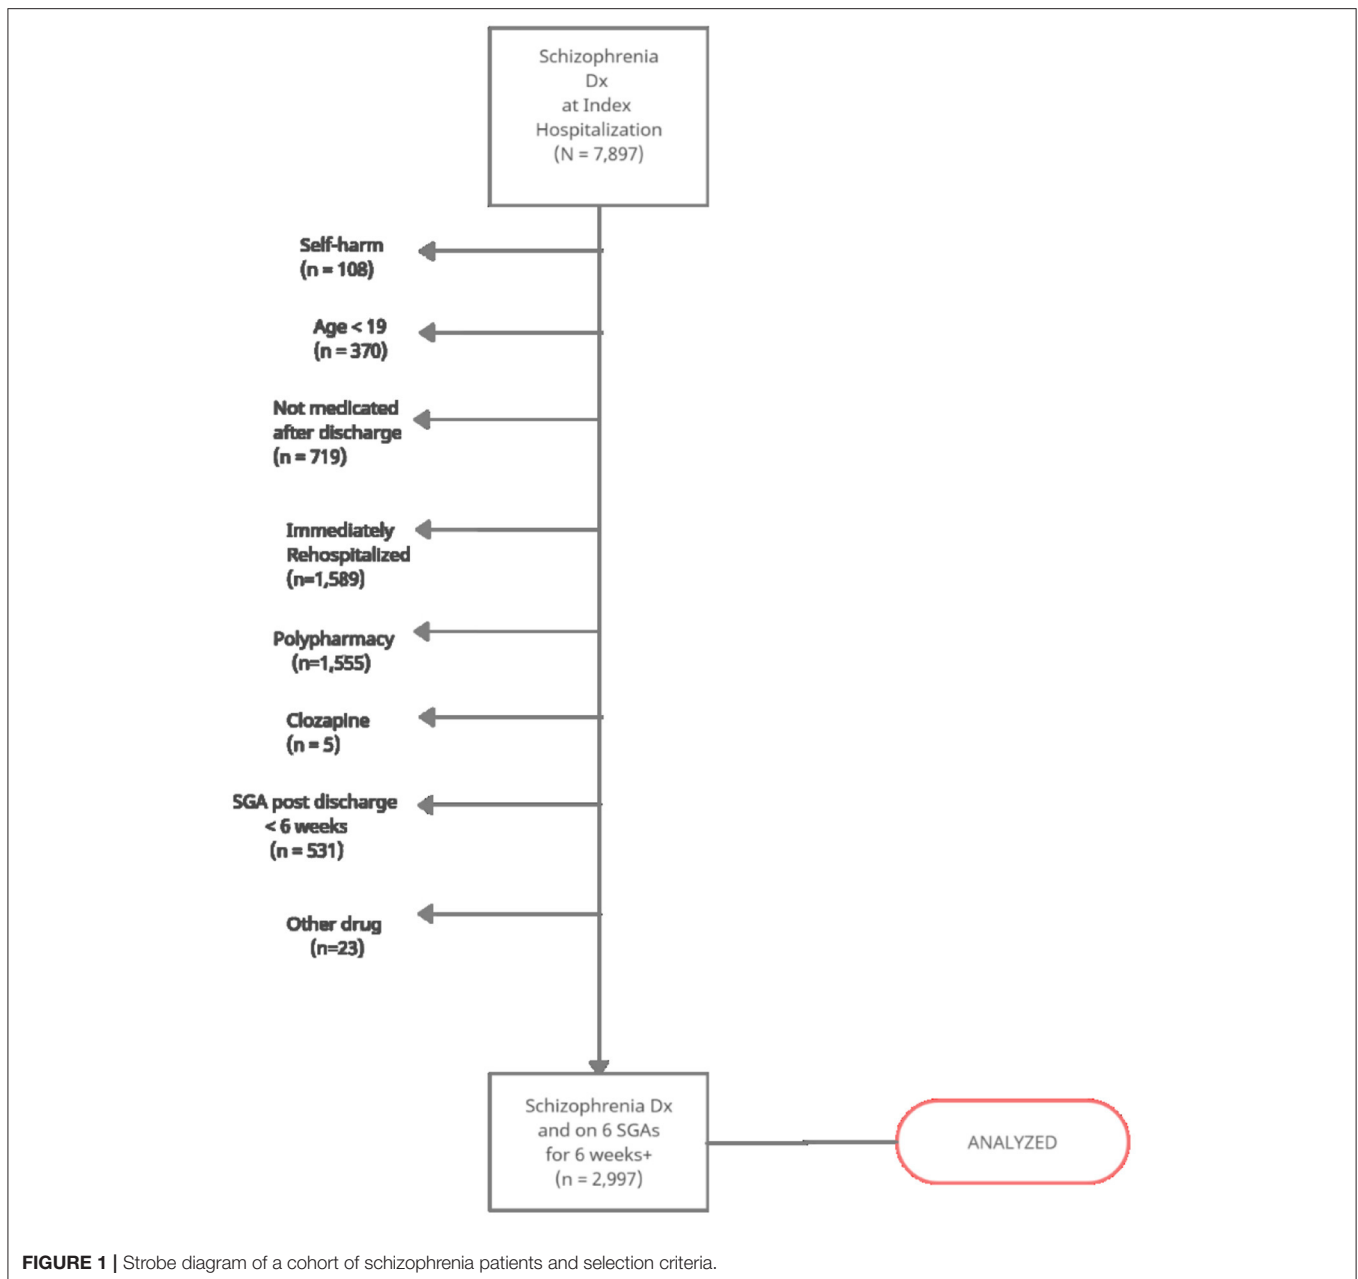 Schizophrenia
Dx
at Index
Hospitalization
(N = 7,897)
Self-harm
(n = 108)
Age < 19
(n = 370)
Not medicated
after discharge
(n = 719)
Immediately
Rehospitalized
(n=1,589)
Polypharmacy
(n=1,555)
Clozapine
(n = 5)
SGA post discharge
< 6 weeks
(n = 531)
Other drug
(n=23)
Schizophrenia Dx
and on 6 SGAs
for 6 weeks+
(n = 2,997)
ANALYZED
FIGURE 1 | Strobe diagram of a cohort of schizophrenia patients and selection criteria.